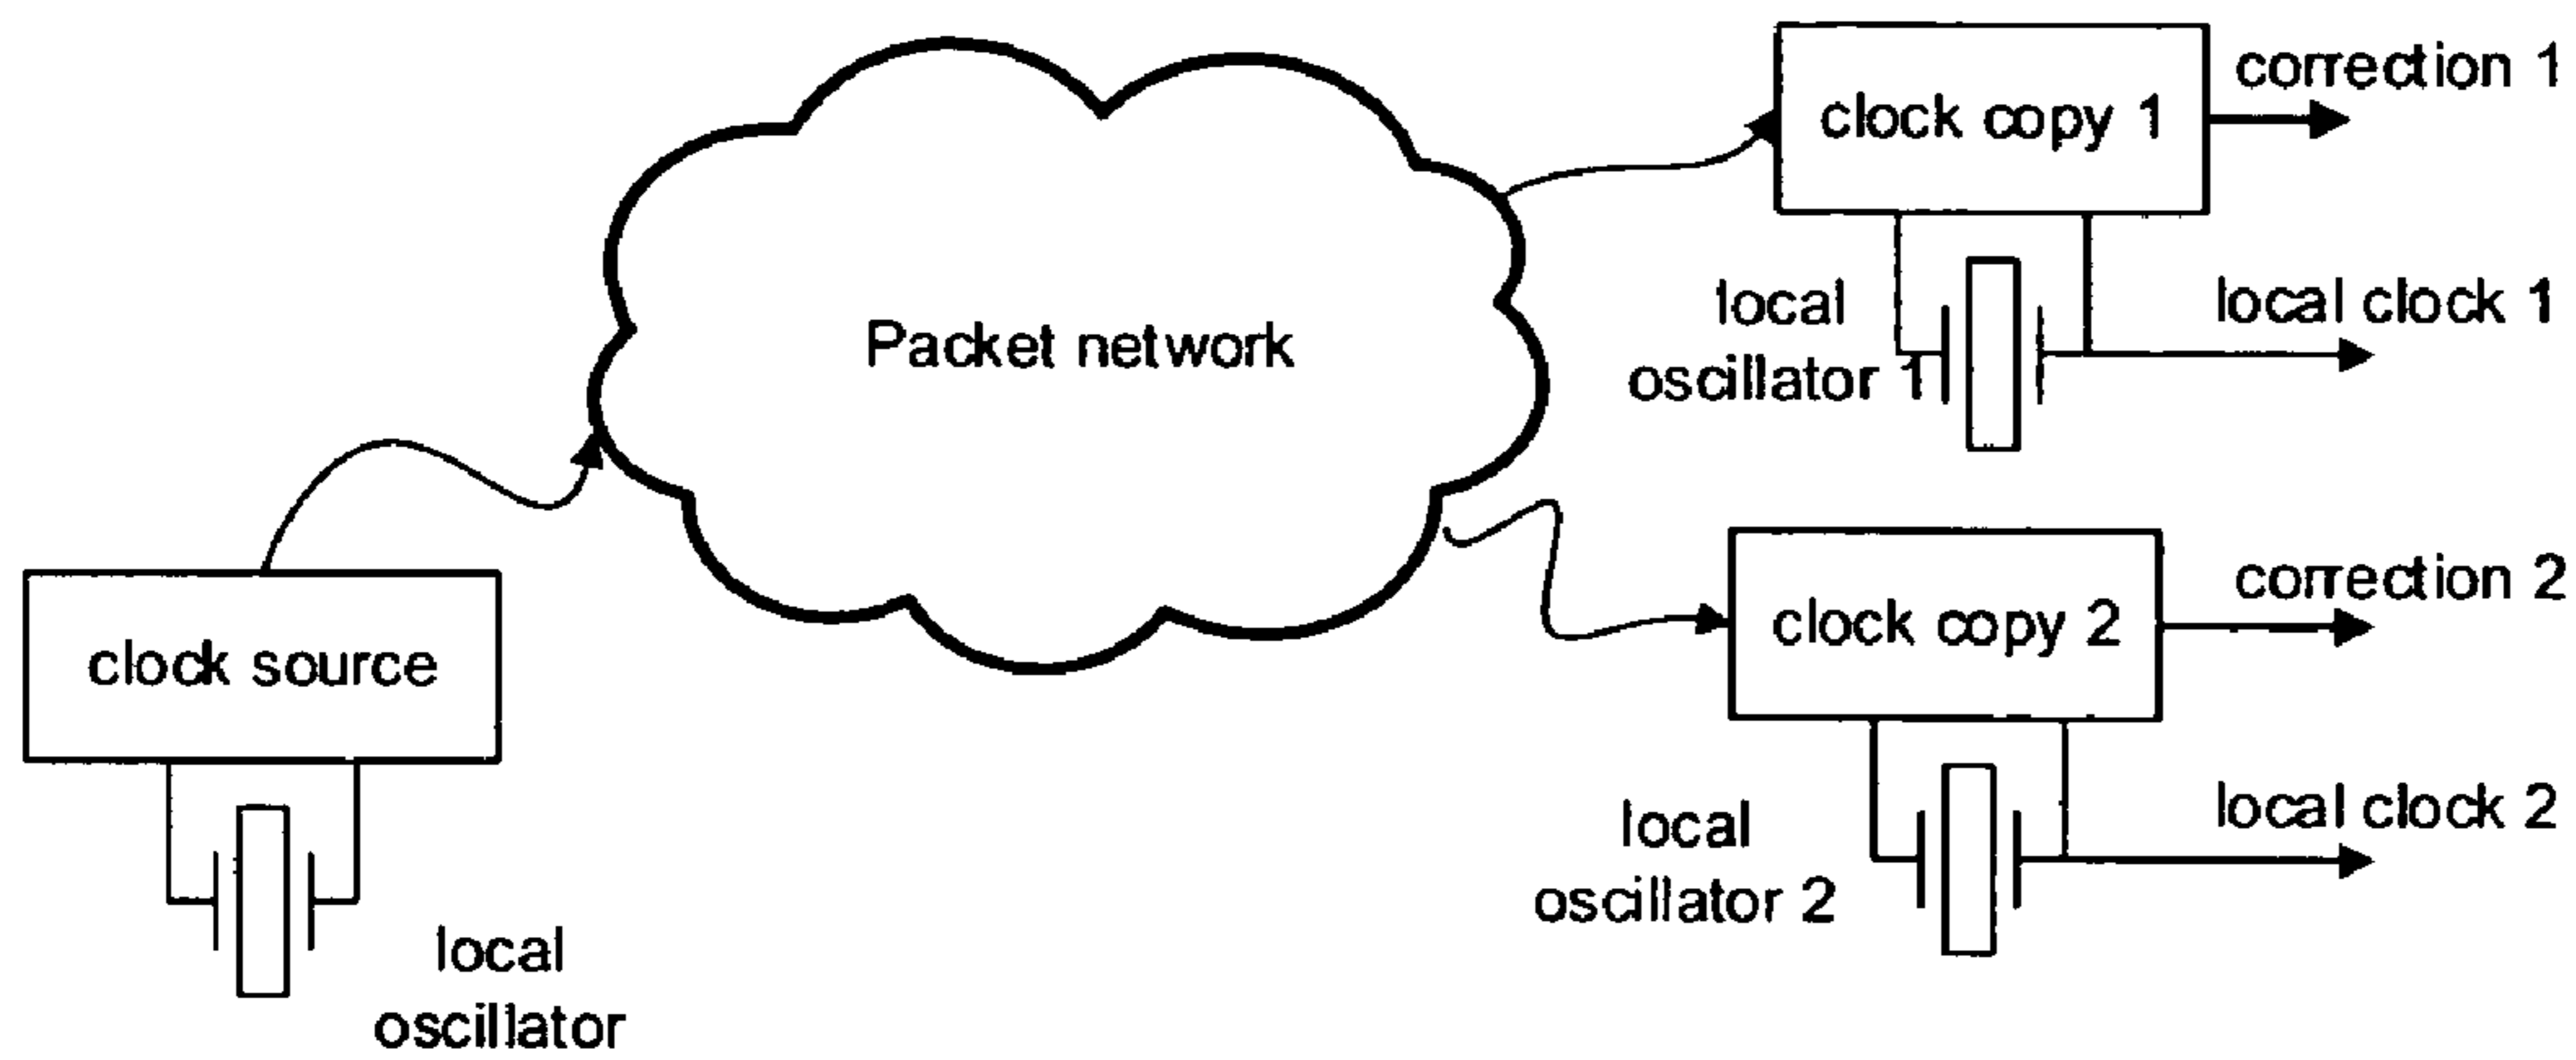 correction 1
clock copy 1
local clock 1
local
oscillator 1
Packet network
correction 2
clock copy 2
clock source
local clock 2
local
oscillator 2
local
oscillator